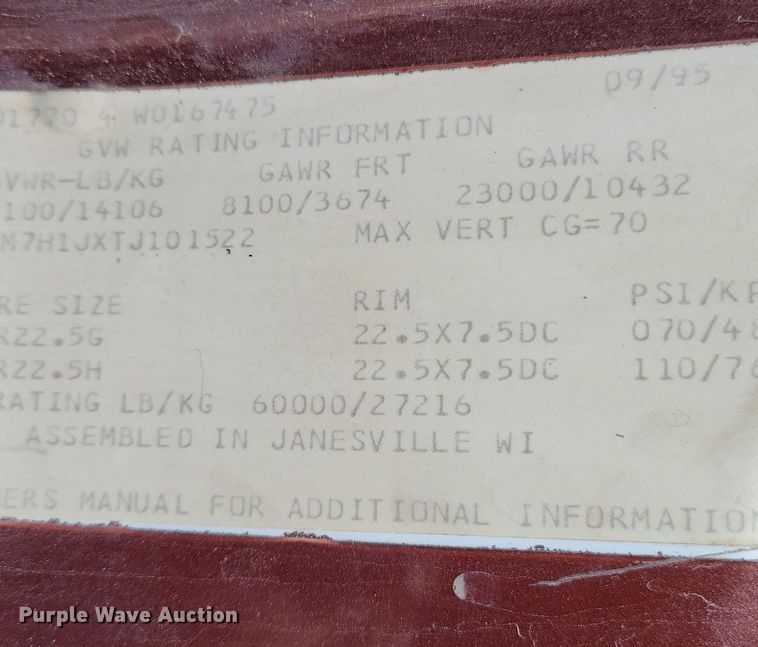 09/95
01770 4 W0167475
GVW RATING INFORMATION
GVWR-LB/KG GAWR FRT GAWR RR
100/14106 8100/3674 23000/10432
M7H1JXTJ101522 MAX VERT CG=70
RE SIZE RIM PSI/KP
R22.5G 22.5X7.5DC 070/48
R22.5H 22.5X7.5DC 110/76
RATING LB/KG 60000/27216
ASSEMBLED IN JANESVILLE WI
NERS MANUAL FOR ADDITIONAL INFORMATION
Purple Wave Auction